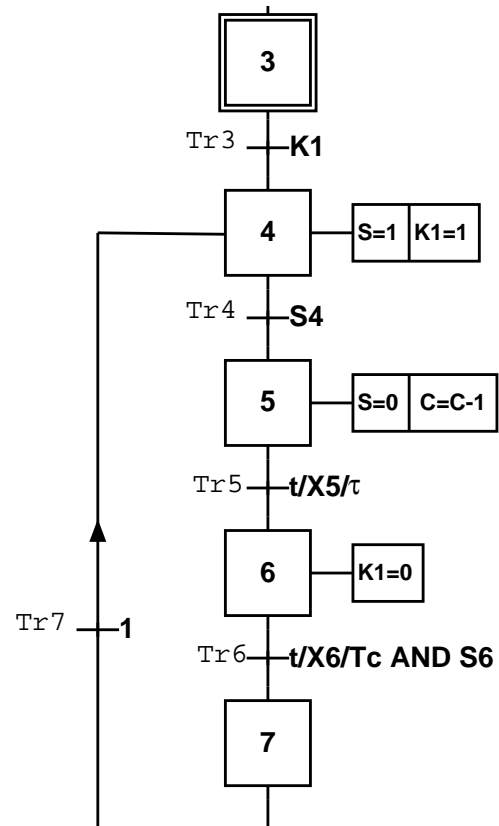 3
Tr3 K1
4 S=1 K1=1
Tr4 S4
5 S=0 C=C-1
Tr5 t/X5/τ
6 K1=0
Tr7 1
Tr6 t/X6/Tc AND S6
7